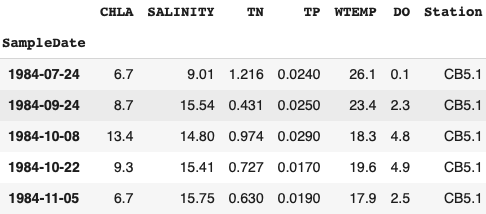 CHLA SALINITY TN TP WTEMP DO Station
SampleDate
1984-07-24 6.7 9.01 1.216 0.0240 26.1 0.1 CB5.1
1984-09-24 8.7 15.54 0.431 0.0250 23.4 2.3 CB5.1
1984-10-08 13.4 14.80 0.974 0.0290 18.3 4.8 CB5.1
1984-10-22 9.3 15.41 0.727 0.0170 19.6 4.9 CB5.1
1984-11-05 6.7 15.75 0.630 0.0190 17.9 2.5 CB5.1